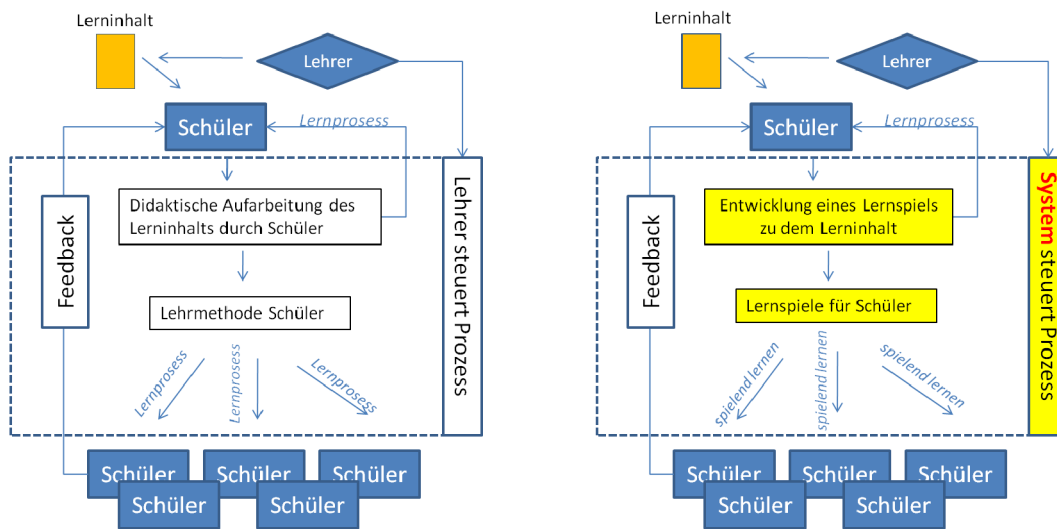 Lerninhalt
Lehrer
Schüler
Lernprosess
Didaktische Aufarbeitung des
Lerninhalts durch Schüler
Feedback
Lehrer steuert Prozess
Lehrmethode Schüler
Lernprosess
Lernprosess
Lernprosess
Schüler
Schüler
Schüler
Schüler
Schüler
Lerninhalt
Lehrer
Schüler
Lernprosess
Entwicklung eines Lernspiels
zu dem Lerninhalt
Feedback
System steuert Prozess
Lernspiele für Schüler
spielend lernen
spielend lernen
spielend lernen
Schüler
Schüler
Schüler
Schüler
Schüler